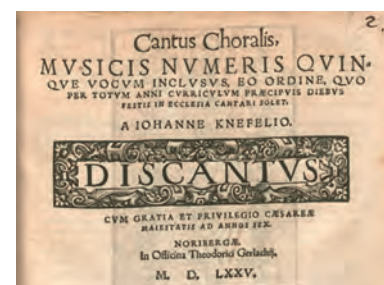 2.
Cantus Choralis,
MVSICIS NVMERIS QVIN-
QVE VOCVM INCLVSVS, EO ORDINE, QVO
PER TOTVM ANNI CVRRICVLVM PRÆCIPVIS DIEBVS
FESTIS IN ECCLESIA CANTARI SOLET.
A IOHANNE KNEFELIO.
DISCANTVS
CVM GRATIA ET PRIVILEGIO CÆSAREÆ
MAIESTATIS AD ANNOS SEX.
NORIBERGÆ.
In Officina Theodorici Gerlachij.
M. D. LXXV.